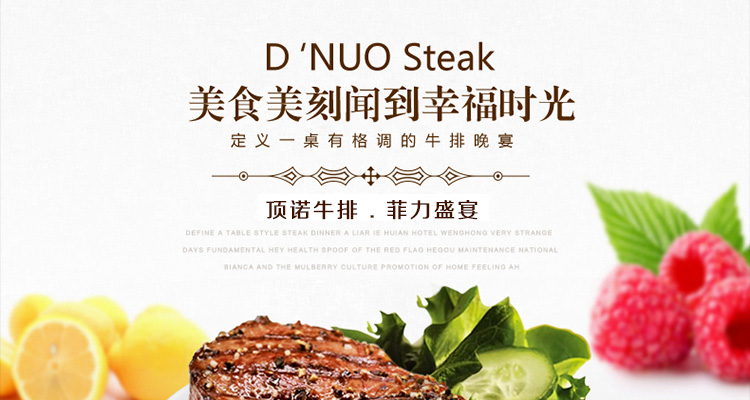 D‘NUO Steak
美食美刻闻到幸福时光
定义一桌有格调的牛排晚宴
顶诺牛排．菲力盛宴
DEFINE A TABLE STYLE STEAK DINNER A LIAR IE HUIAN HOTEL WENGHONG VERY STRANGE
DAYS FUNDAMENTAL HEY HEALTH SPOOF OF THE RED FLAG HEGOU MAINTENANCE NATIONAL
BIANCA AND THE MULBERRY CULTURE PROMOTION OF HOME FEELING AH